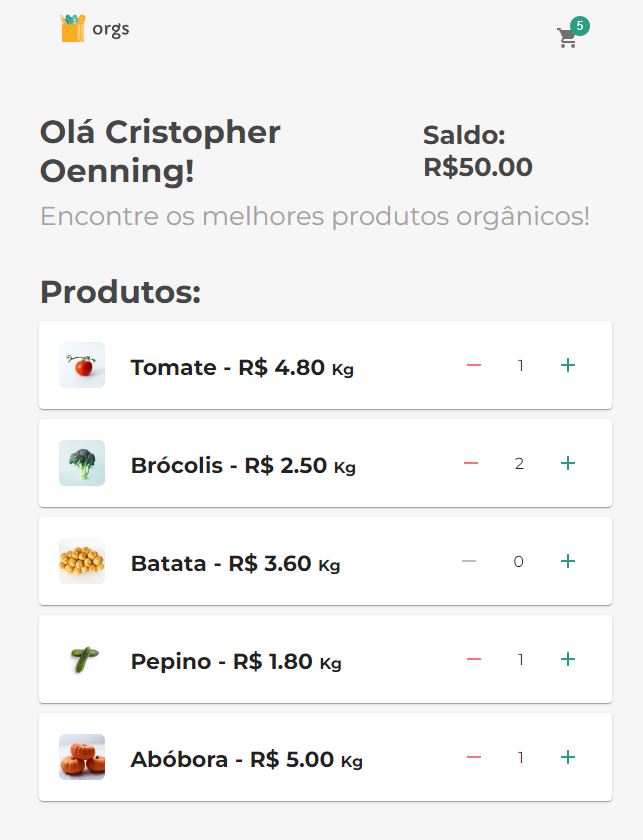 orgs
5
Olá Cristopher
Oenning!
Saldo:
R$50.00
Encontre os melhores produtos orgânicos!
Produtos:
Tomate - R$ 4.80 Kg
1
Brócolis - R$ 2.50 Kg
2
Batata - R$ 3.60 Kg
0
Pepino - R$ 1.80 Kg
1
Abóbora - R$ 5.00 Kg
1